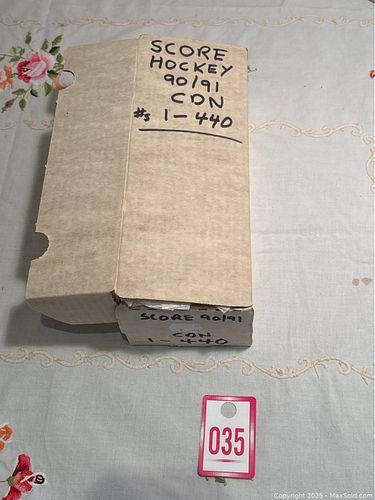 SCORE
HOCKEY
90/91
CDN
#s 1-440
SCORE 90/91
CDN
1-440
035
Copyright 2025 - MaxSold.com